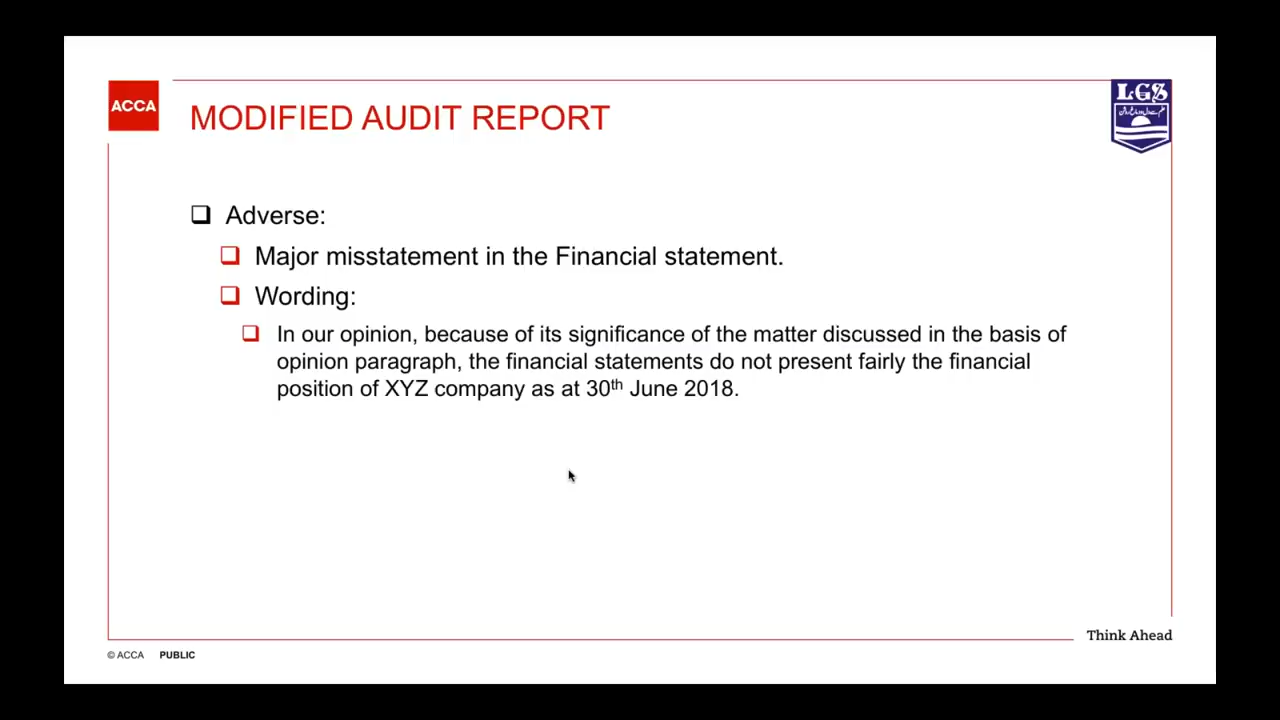 ACCA
MODIFIED AUDIT REPORT
LGS
Adverse:
Major misstatement in the Financial statement.
Wording:
In our opinion, because of its significance of the matter discussed in the basis of
opinion paragraph, the financial statements do not present fairly the financial
position of XYZ company as at 30th June 2018.
Think Ahead
© ACCA PUBLIC